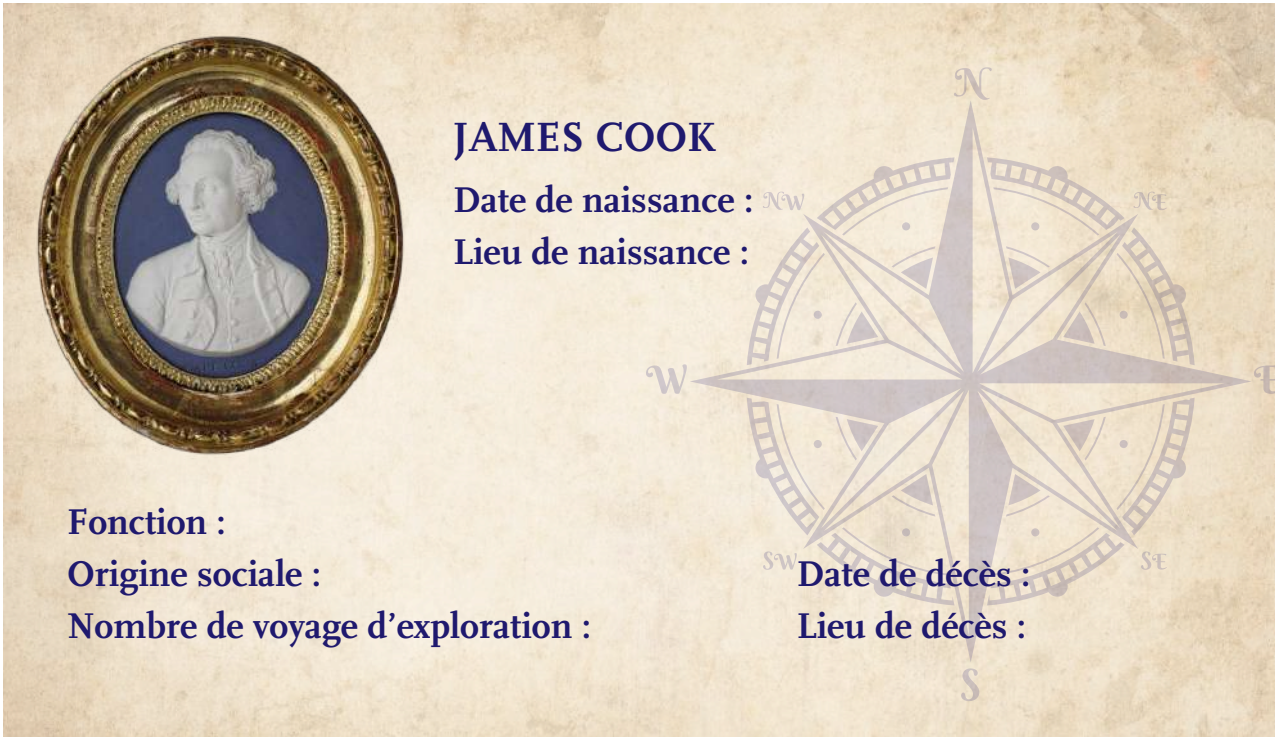 JAMES COOK
Date de naissance :
Lieu de naissance :
Fonction :
Origine sociale :
Nombre de voyage d’exploration :
Date de décès :
Lieu de décès :
N
NW
NE
W
E
SW
SE
S